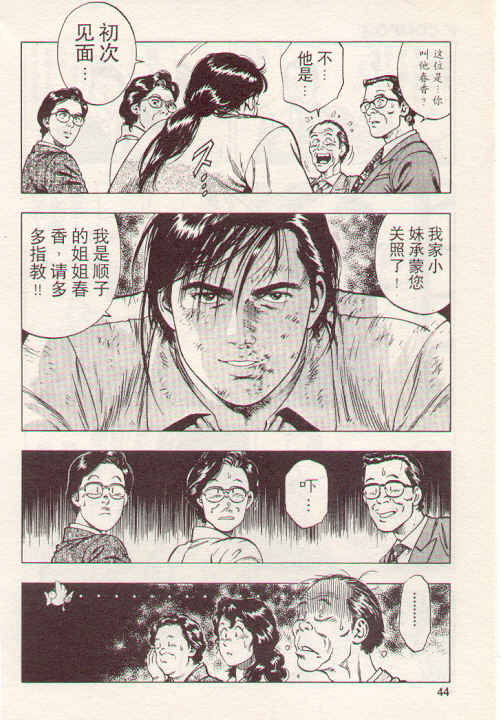 这位是…你
叫他春香？
不…
他是…
初次
见面…
我家小
妹承蒙您
关照了！
我是顺子
的姐姐春
香，请多
多指教!!
吓…
………
44